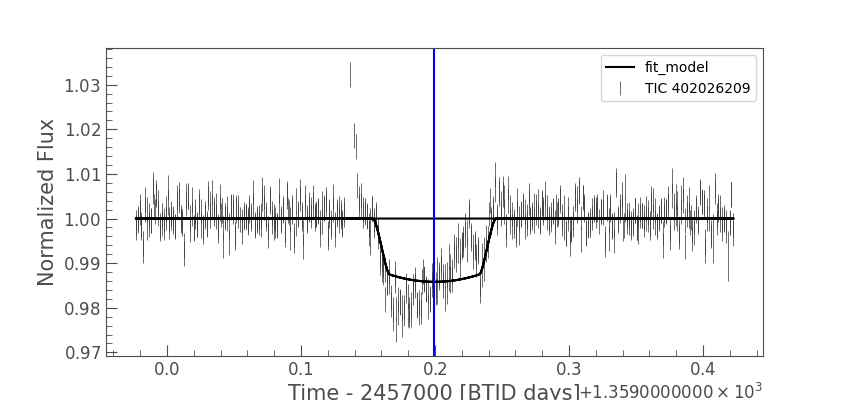 fit_model
TIC 402026209
1.03
1.02
1.01
1.00
0.99
0.98
0.97
Normalized Flux
0.0 0.1 0.2 0.3 0.4
Time - 2457000 [BTJD days]
+1.3590000000 × 10³